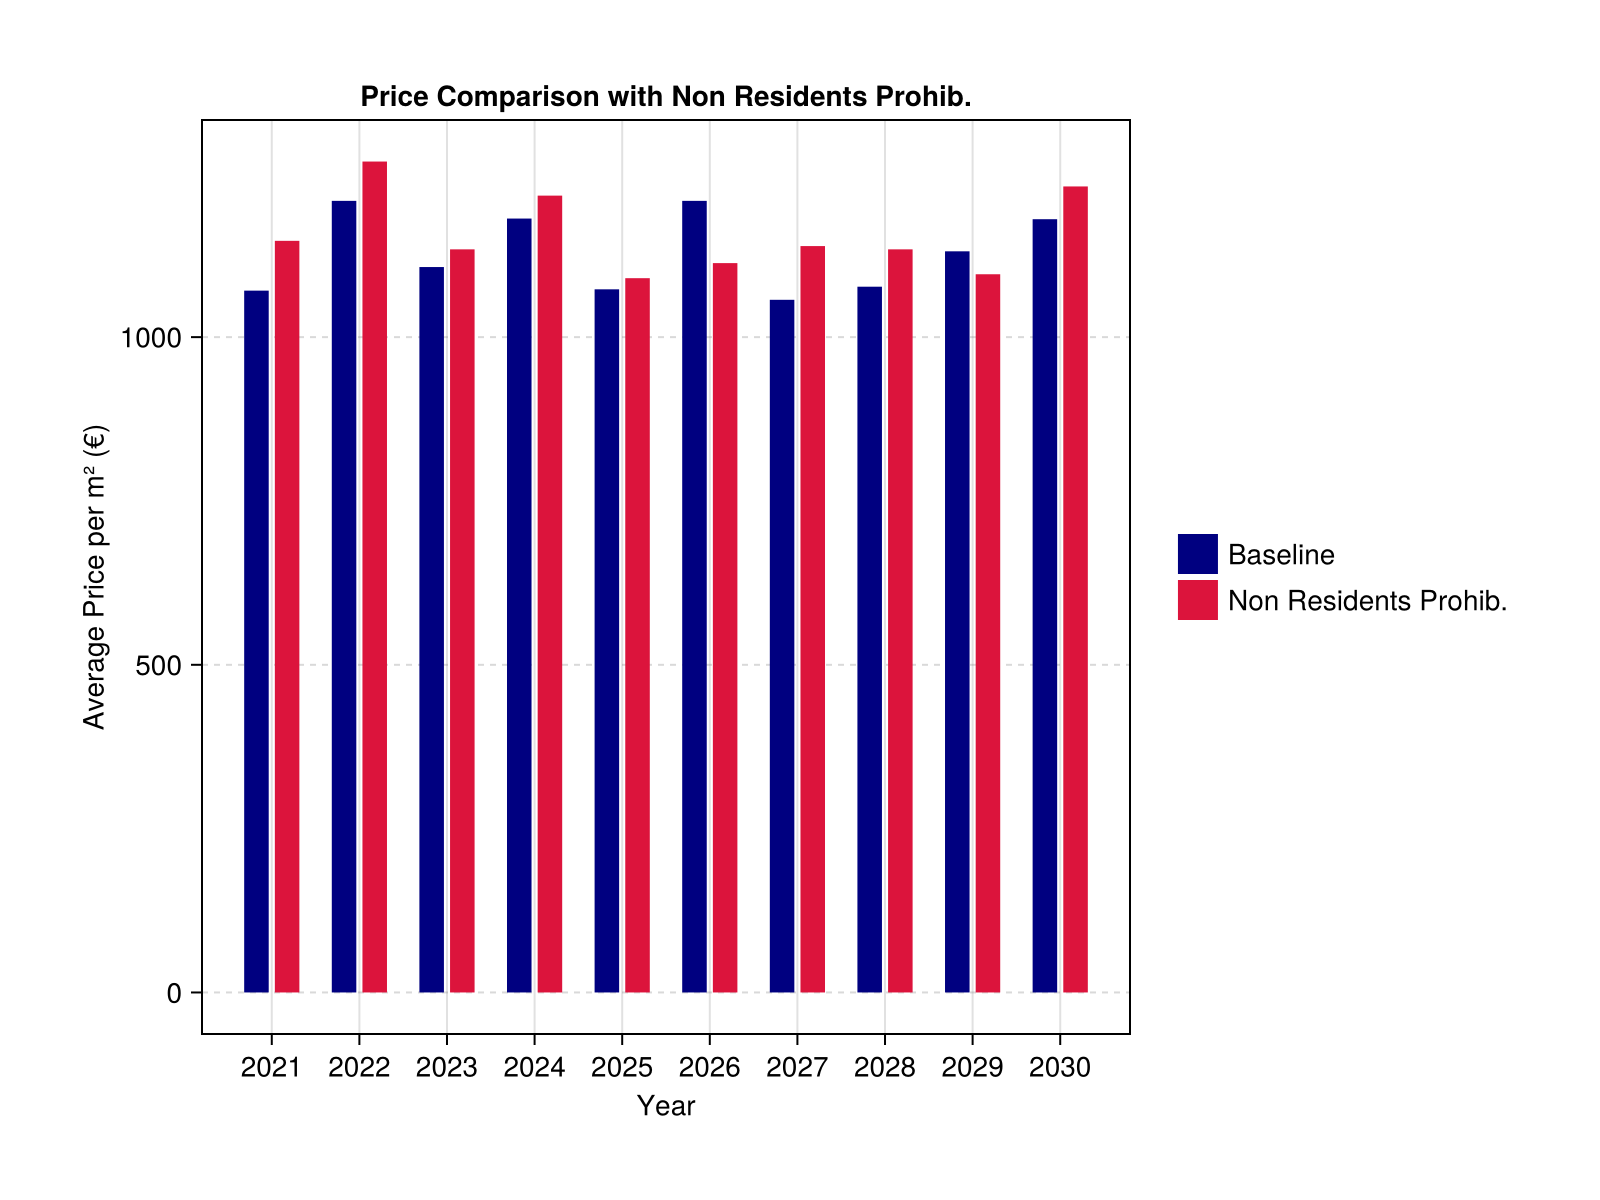 Price Comparison with Non Residents Prohib.
Average Price per m² (€)
1000
500
0
2021 2022 2023 2024 2025 2026 2027 2028 2029 2030
Year
Baseline
Non Residents Prohib.